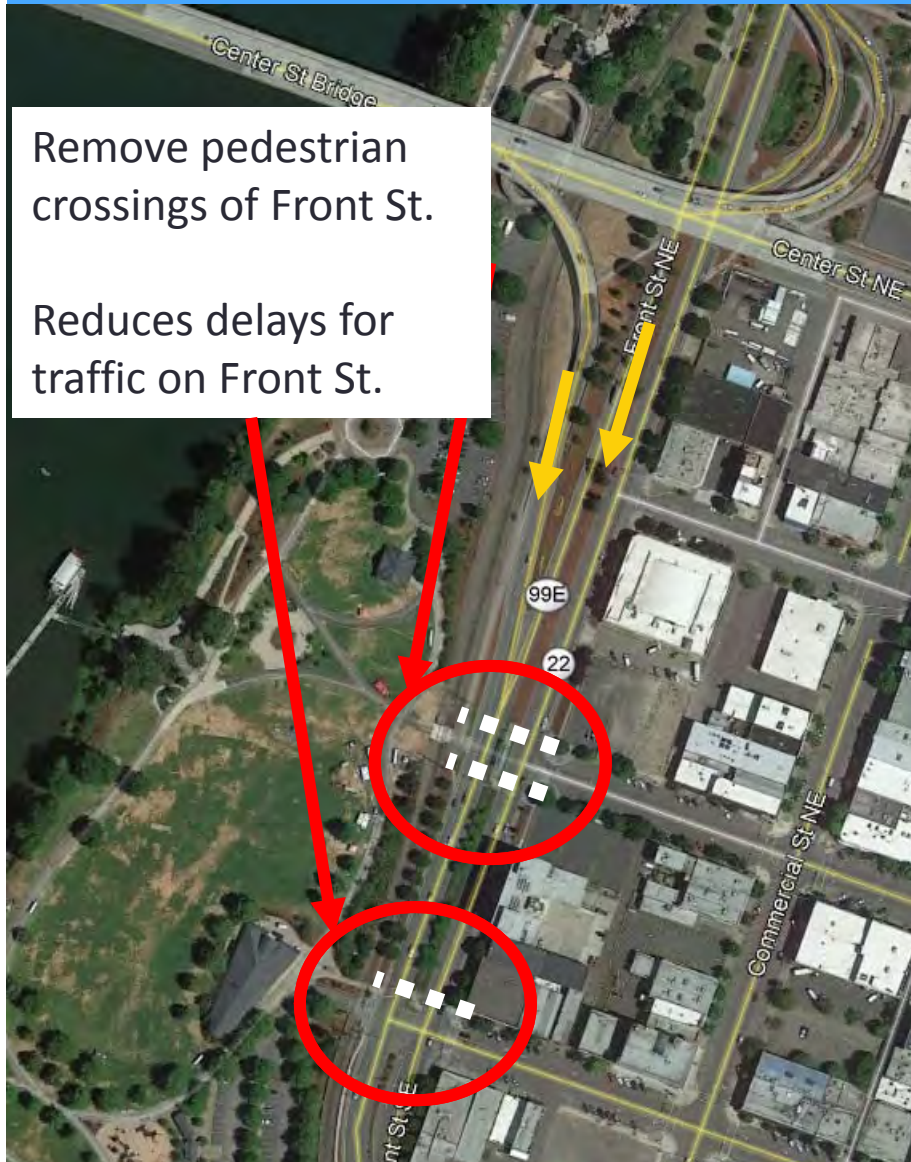 Center St Bridge
Remove pedestrian
crossings of Front St.
Reduces delays for
traffic on Front St.
Front St NE
Center St NE
99E
22
Commercial St NE
nt St NE